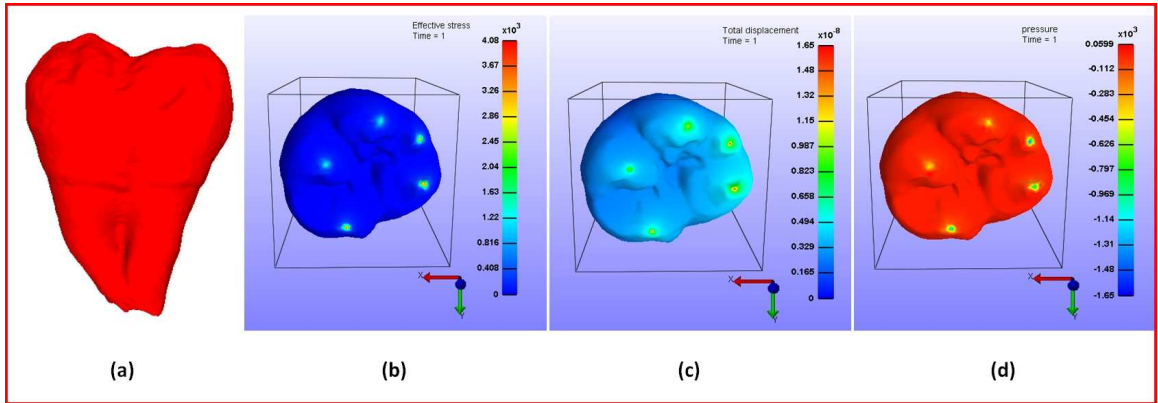 Effective stress
Time = 1
x10³
4.08
3.67
3.26
2.86
2.45
2.04
1.63
1.22
0.816
0.408
0
X
Y
Total displacement
Time = 1
x10⁻⁸
1.65
1.48
1.32
1.15
0.987
0.823
0.658
0.494
0.329
0.165
0
X
Y
pressure
Time = 1
x10³
0.0599
-0.112
-0.283
-0.454
-0.626
-0.797
-0.969
-1.14
-1.31
-1.48
-1.65
X
Y
(a)
(b)
(c)
(d)